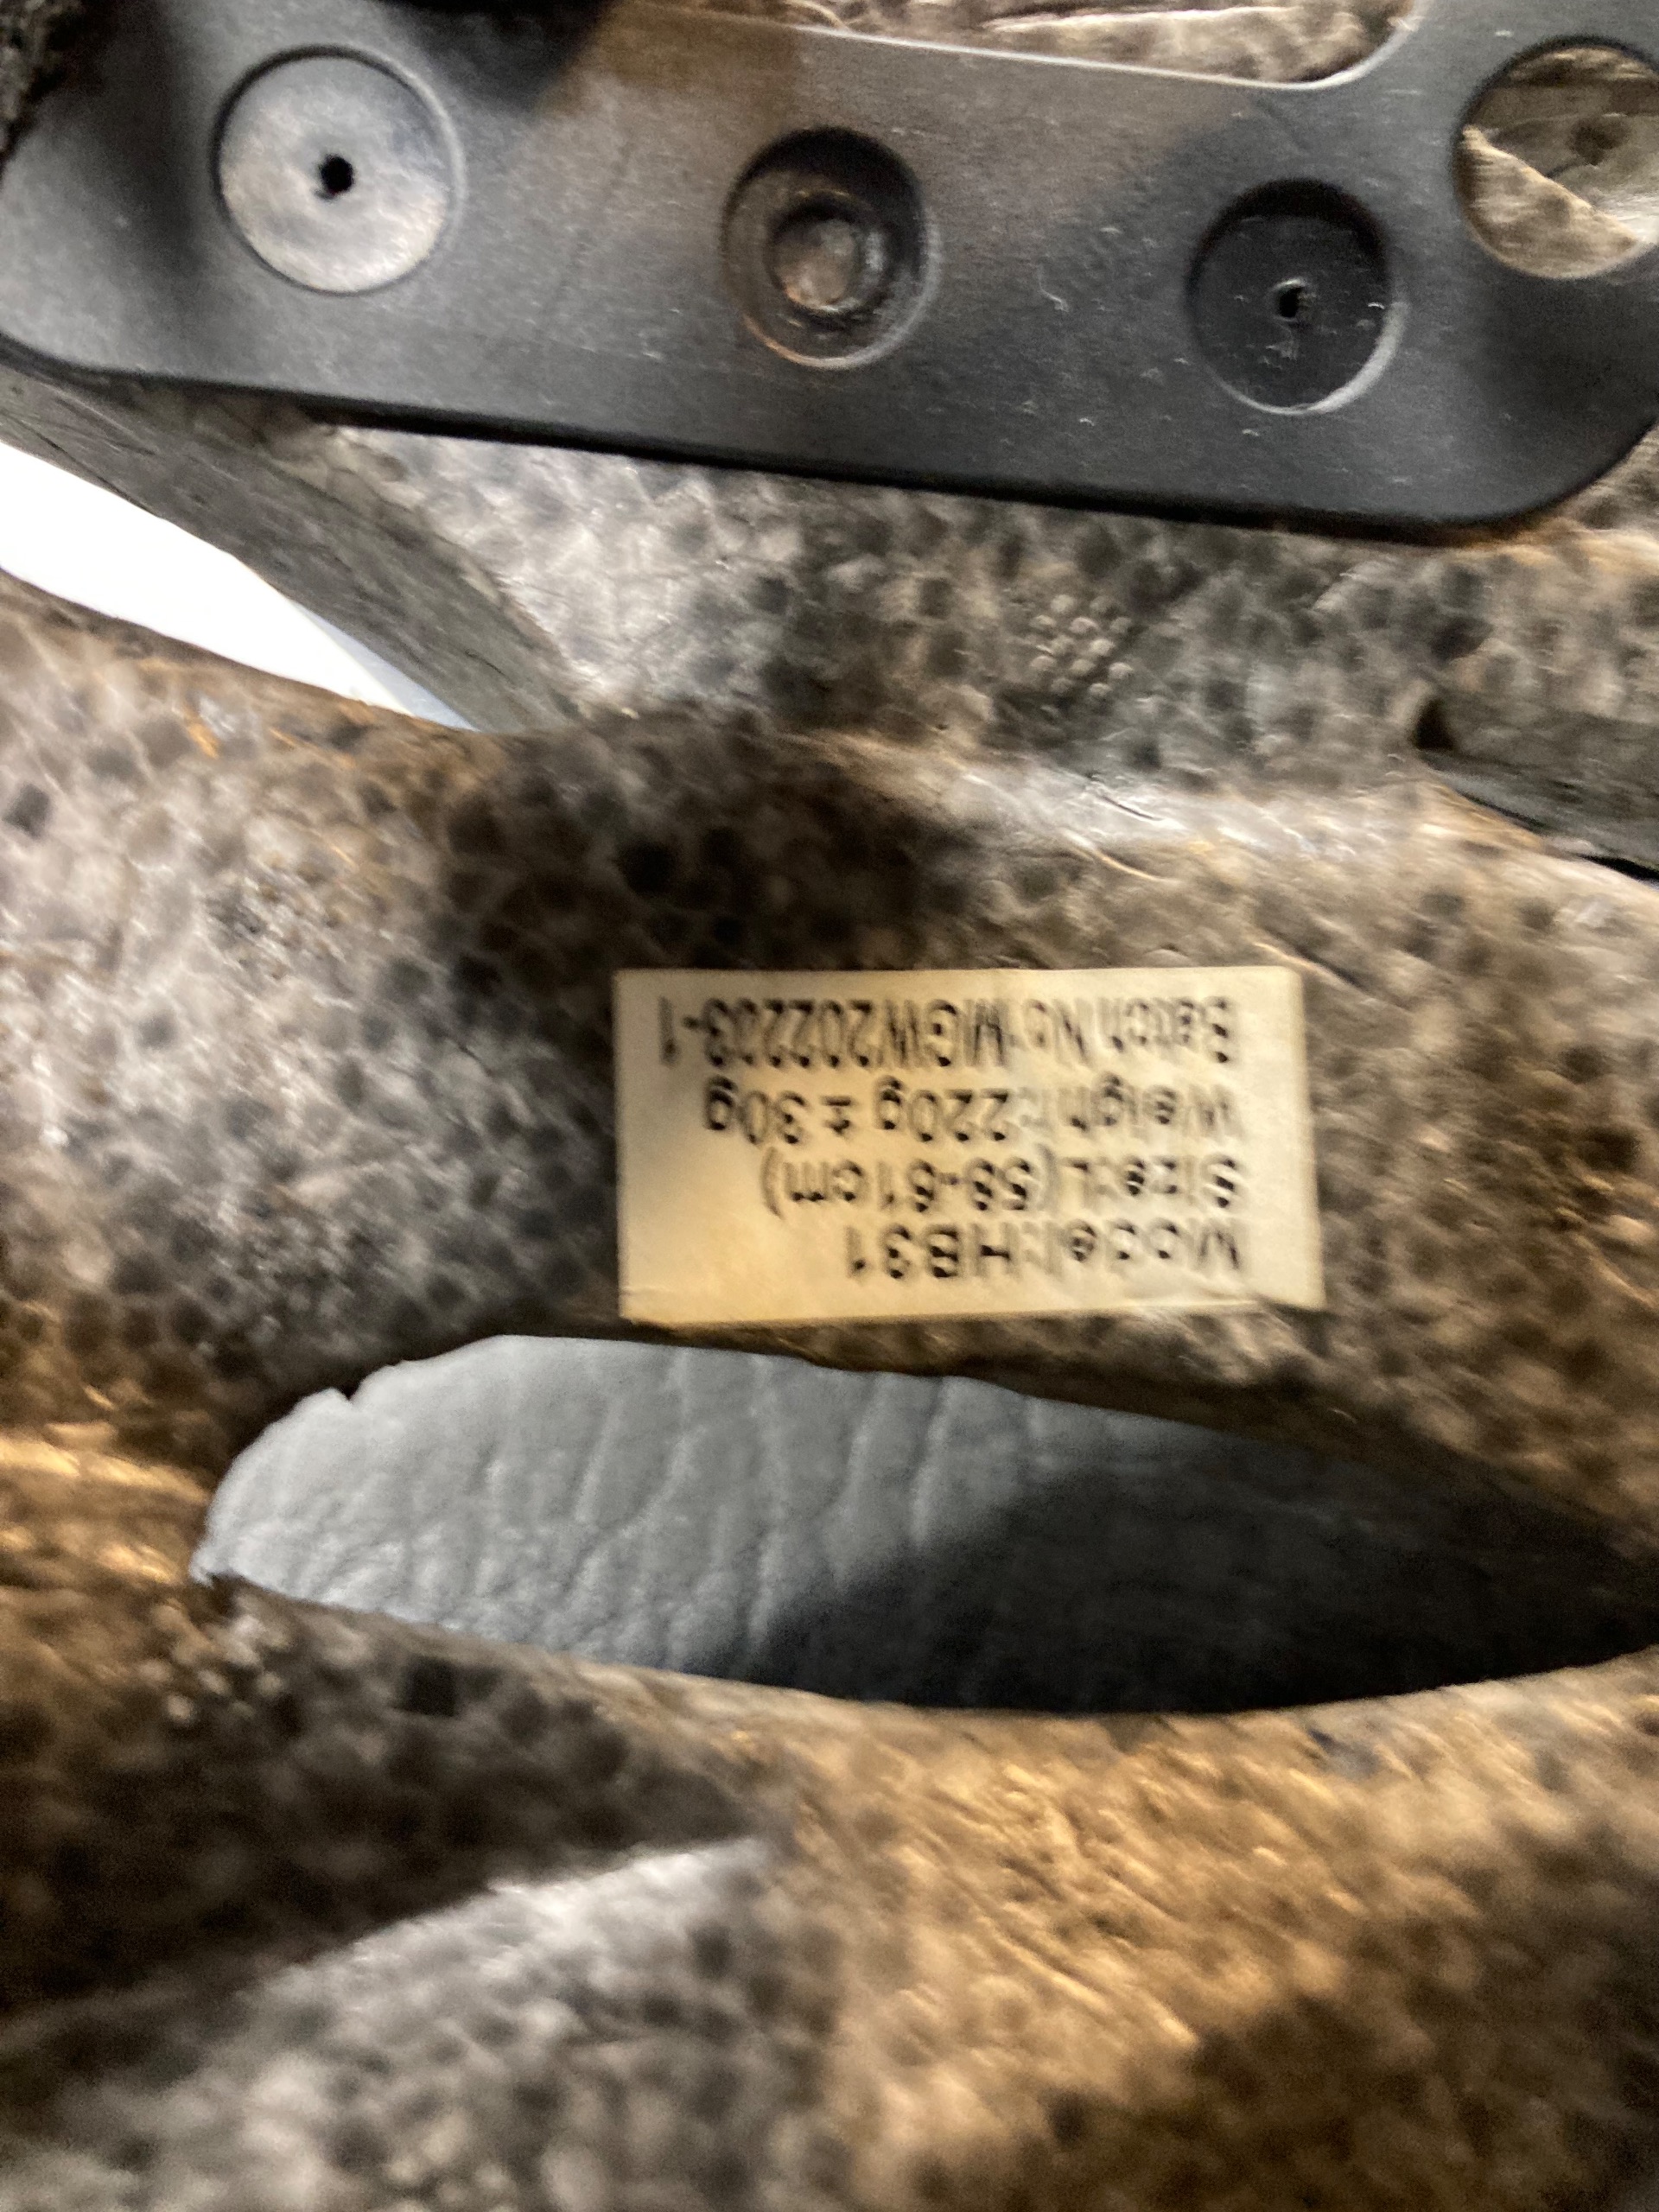 Model:HB31
Size:L(58-61cm)
Weight:220g ± 30g
Batch No:MGW202203-1